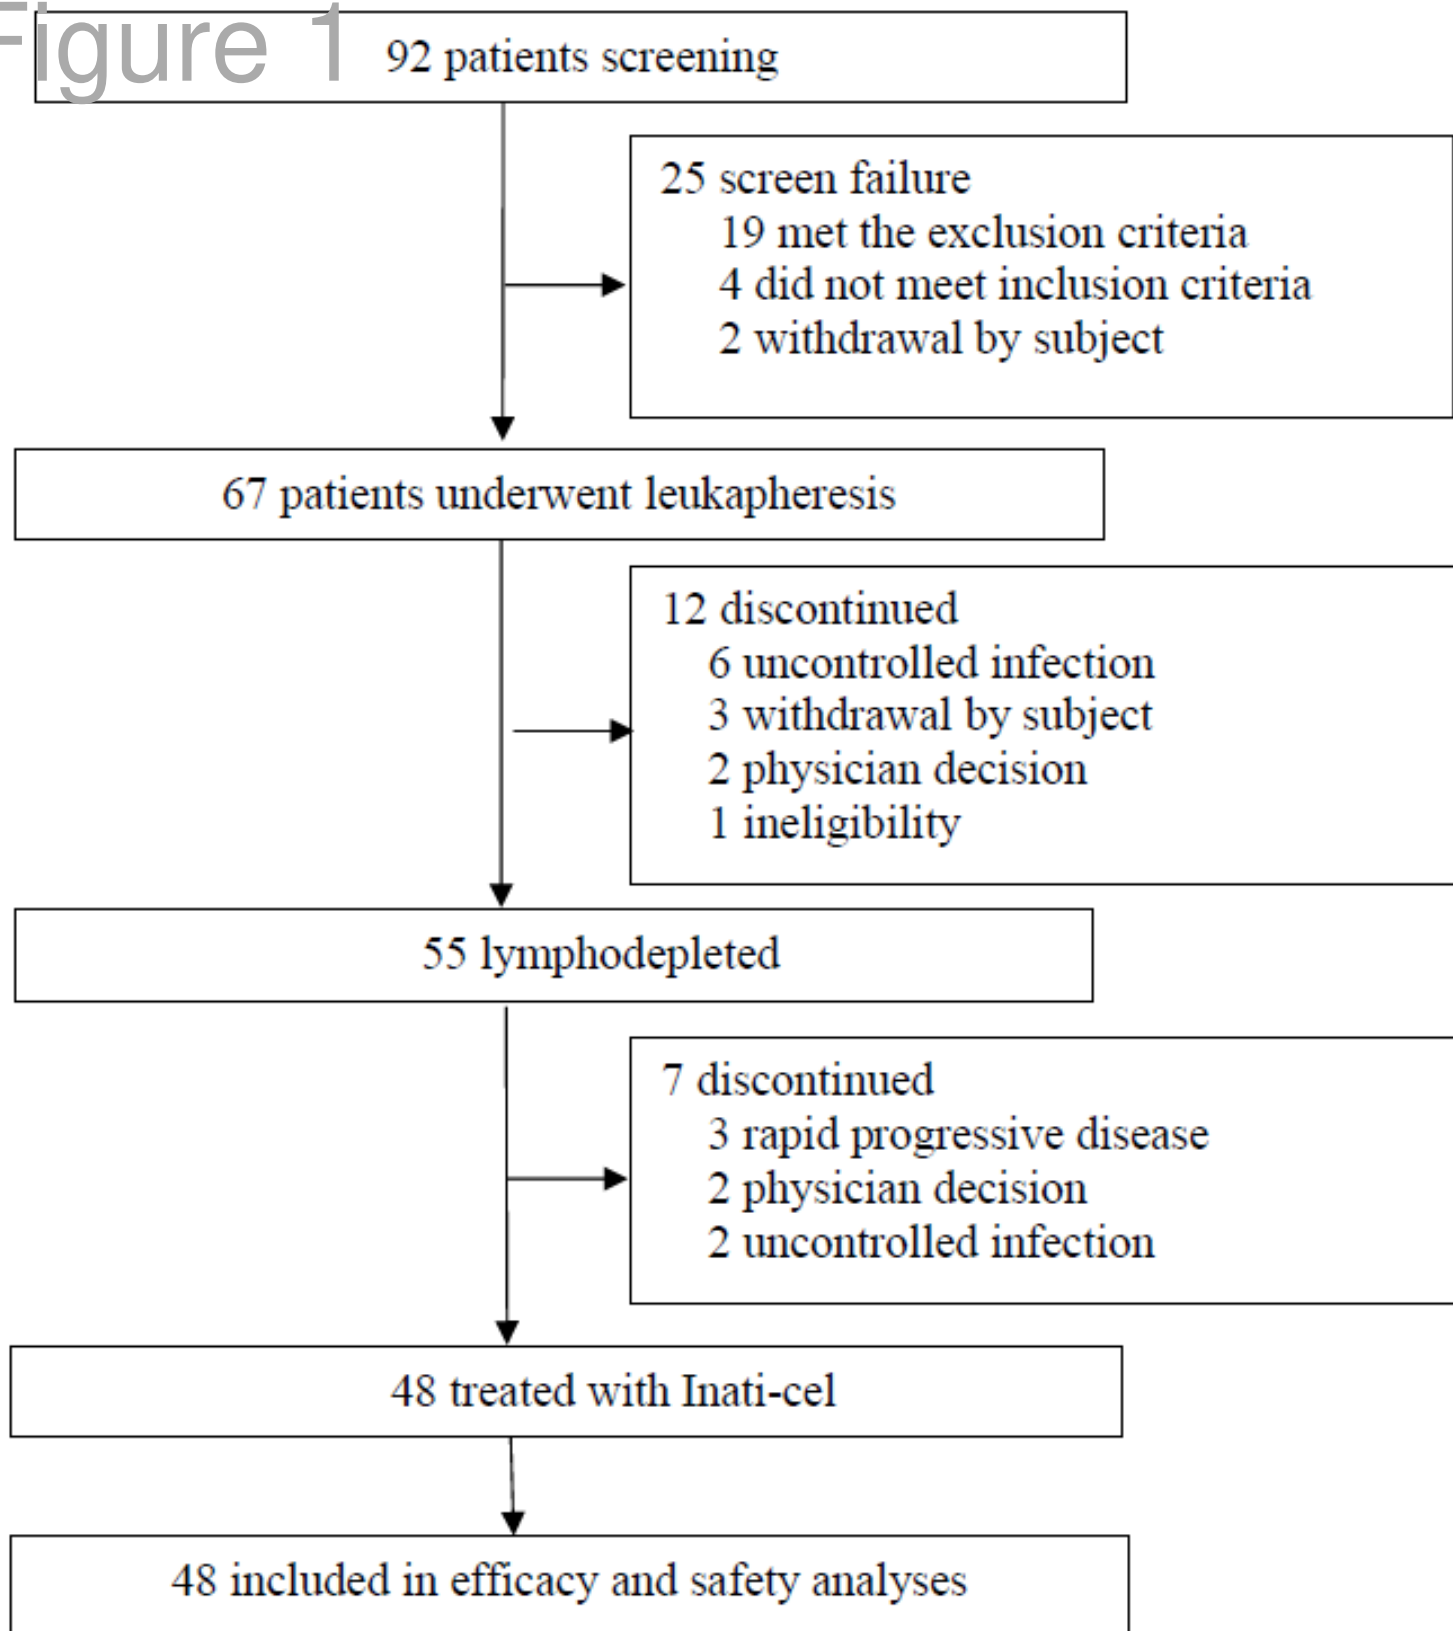 Figure 1
92 patients screening
25 screen failure
19 met the exclusion criteria
4 did not meet inclusion criteria
2 withdrawal by subject
67 patients underwent leukapheresis
12 discontinued
6 uncontrolled infection
3 withdrawal by subject
2 physician decision
1 ineligibility
55 lymphodepleted
7 discontinued
3 rapid progressive disease
2 physician decision
2 uncontrolled infection
48 treated with Inati-cel
48 included in efficacy and safety analyses